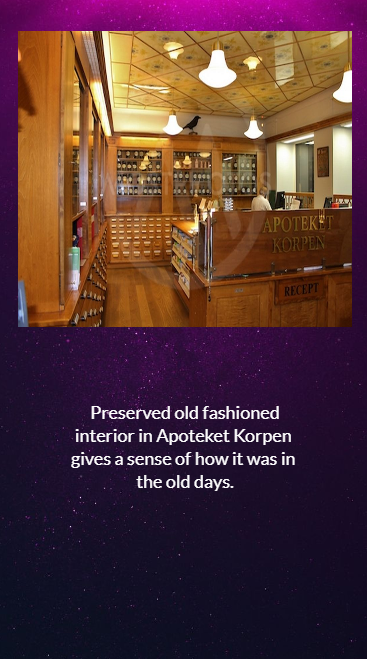 APOTEKET
KORPEN
RECEPT
Preserved old fashioned
interior in Apoteket Korpen
gives a sense of how it was in
the old days.